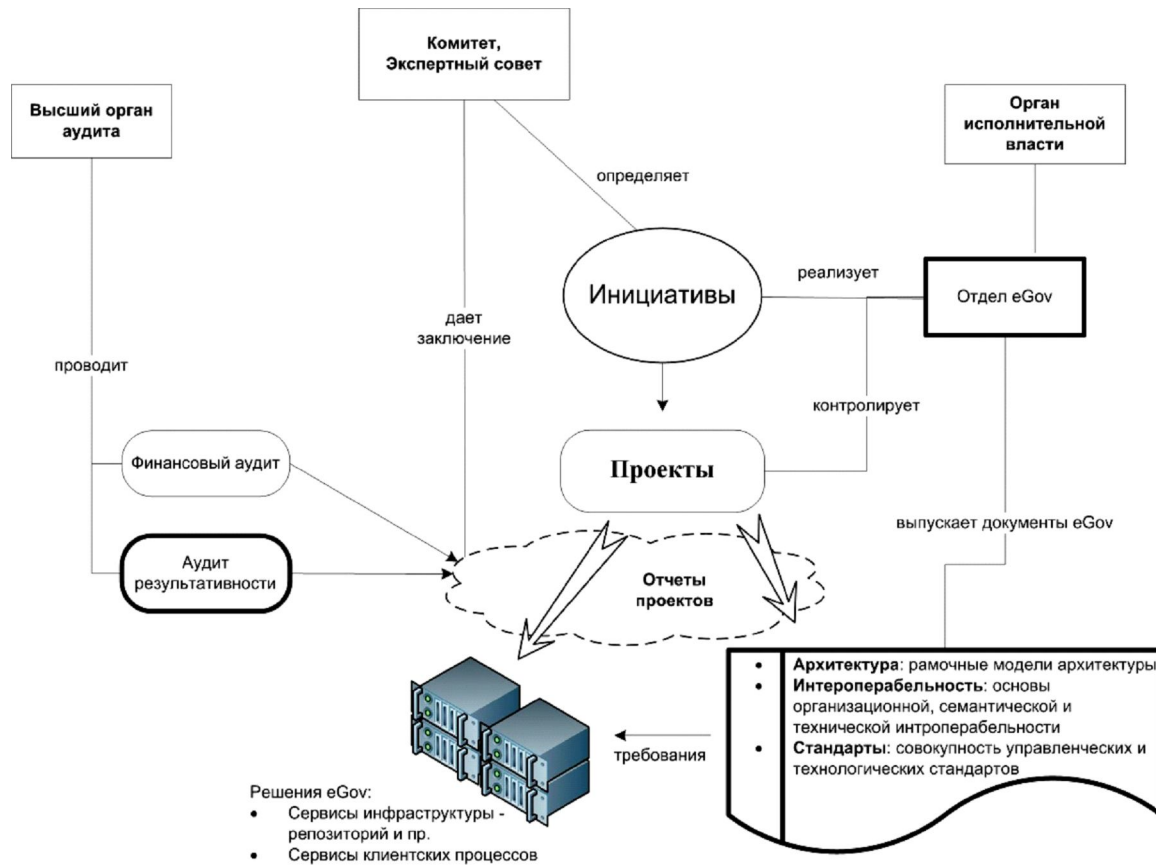 Комитет,
Экспертный совет
Высший орган
аудита
Орган
исполнительной
власти
определяет
Инициативы
реализует
Отдел eGov
дает
заключение
проводит
контролирует
Финансовый аудит
Проекты
выпускает документы eGov
Аудит
результативности
Отчеты
проектов
• Архитектура: рамочные модели архитектуры
• Интероперабельность: основы
организационной, семантической и
технической интроперабельности
• Стандарты: совокупность управленческих и
технологических стандартов
требования
Решения eGov:
• Сервисы инфраструктуры -
репозиторий и пр.
• Сервисы клиентских процессов